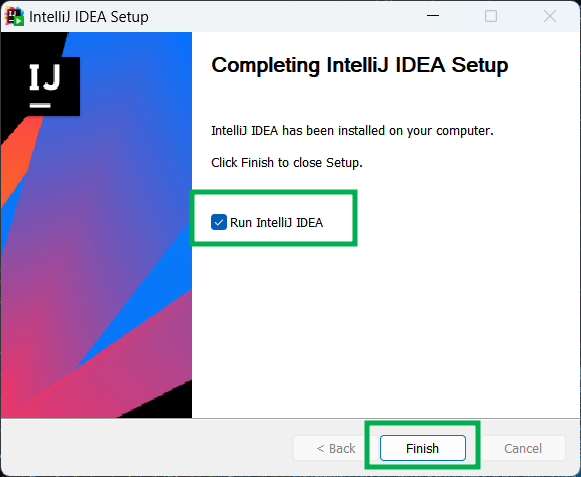 IntelliJ IDEA Setup
IJ
Completing IntelliJ IDEA Setup
IntelliJ IDEA has been installed on your computer.
Click Finish to close Setup.
Run IntelliJ IDEA
< Back
Finish
Cancel